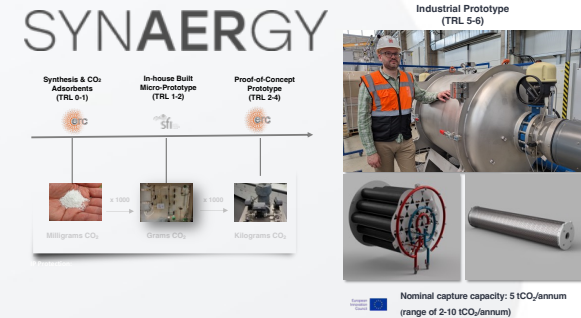 SYNAERGY
Synthesis & CO₂
Adsorbents
(TRL 0-1)
In-house Built
Micro-Prototype
(TRL 1-2)
Proof-of-Concept
Prototype
(TRL 2-4)
erc
sfi
erc
x 1000
x 1000
Milligrams CO₂
Grams CO₂
Kilograms CO₂
Industrial Prototype
(TRL 5-6)
European
Innovation
Council
Nominal capture capacity: 5 tCO₂/annum
(range of 2-10 tCO₂/annum)